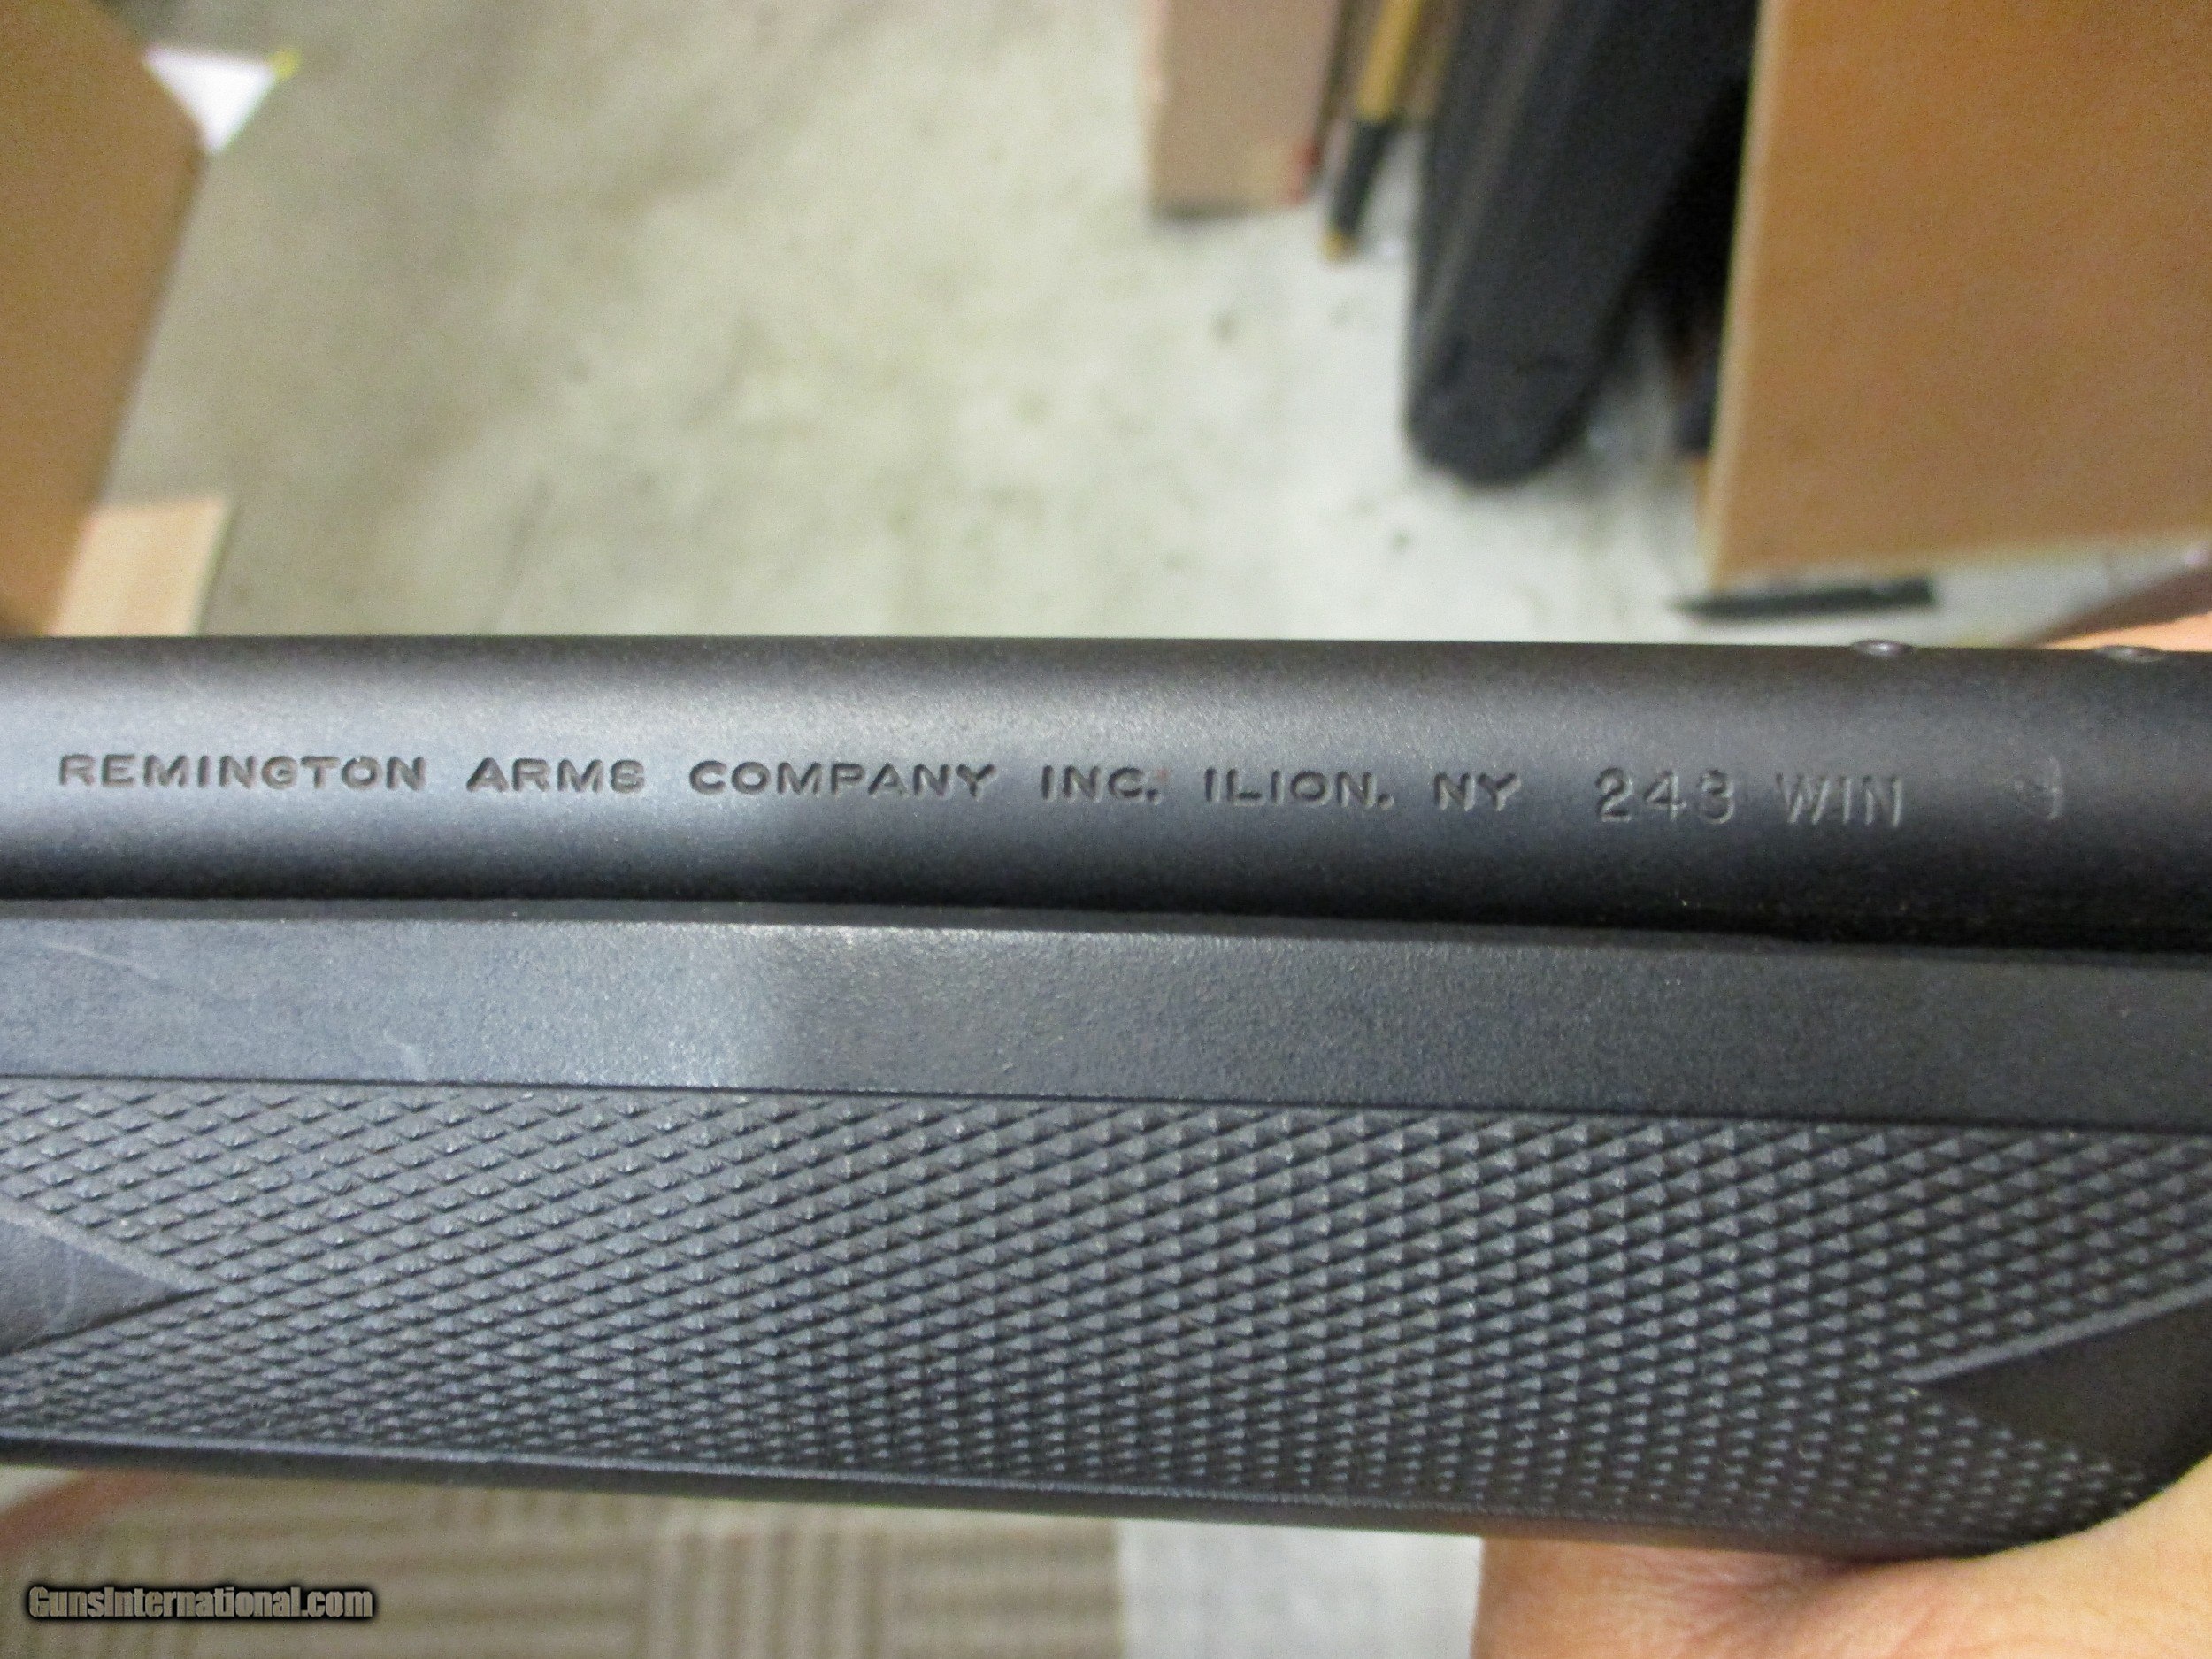 REMINGTON ARMS COMPANY INC. ILION, NY 243 WIN
GunsInternational.com